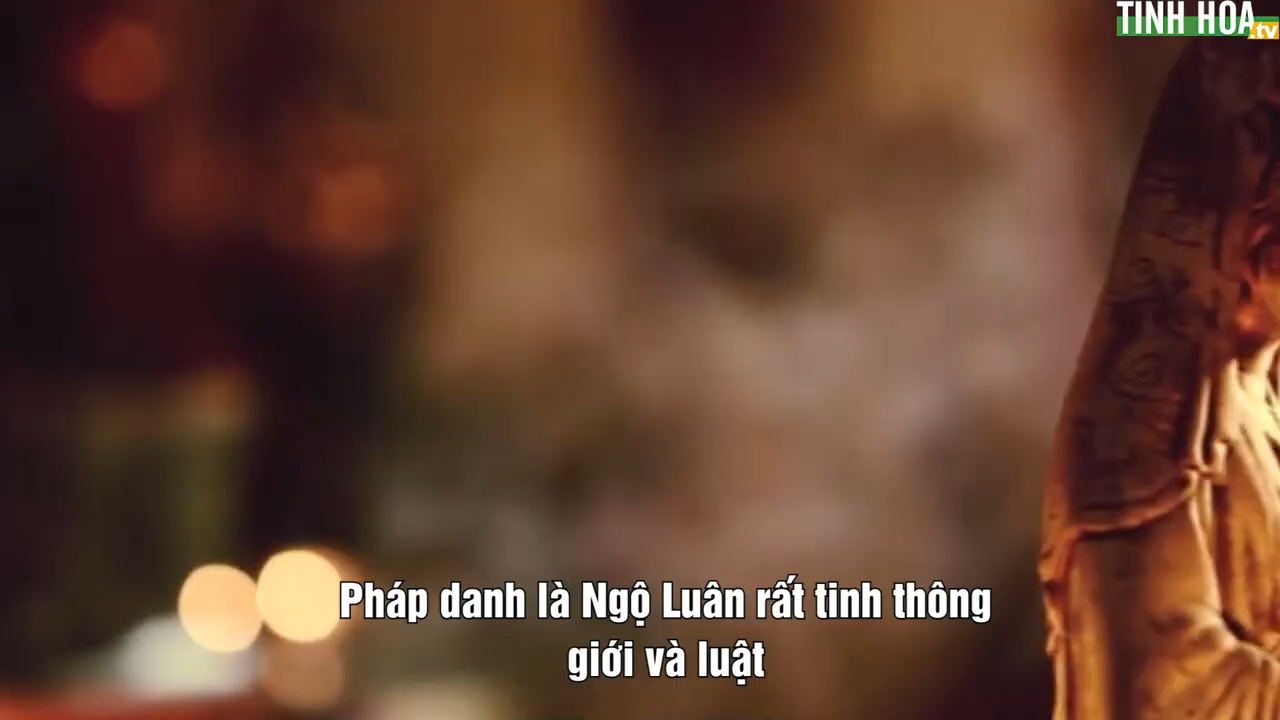 TINH HOA
.tv
Pháp danh là Ngộ Luân rất tinh thông
giới và luật